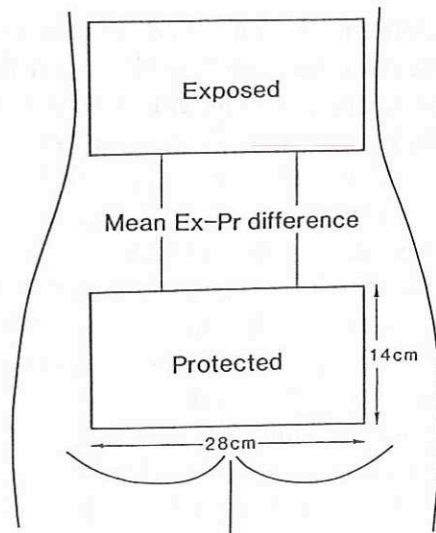 Exposed
Mean Ex–Pr difference
Protected
14cm
28cm